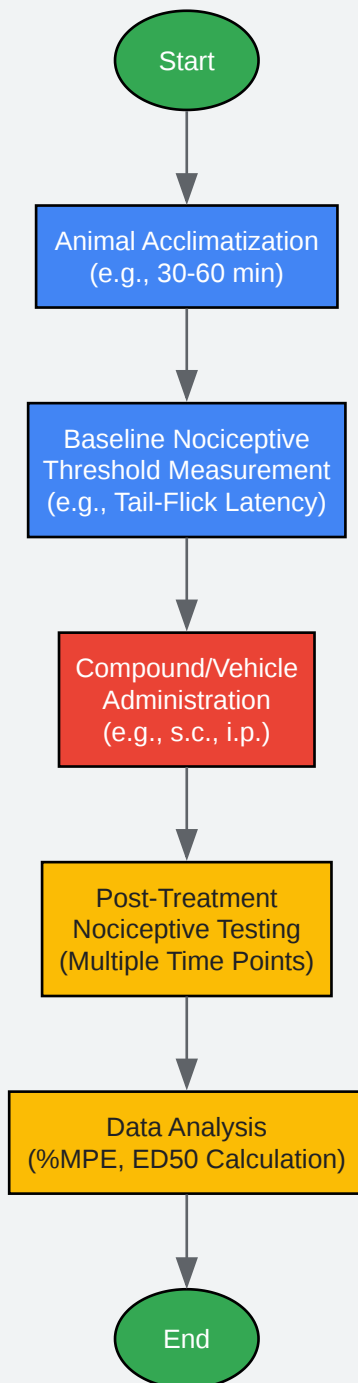 Start
Animal Acclimatization
(e.g., 30-60 min)
Baseline Nociceptive
Threshold Measurement
(e.g., Tail-Flick Latency)
Compound/Vehicle
Administration
(e.g., s.c., i.p.)
Post-Treatment
Nociceptive Testing
(Multiple Time Points)
Data Analysis
(%MPE, ED50 Calculation)
End